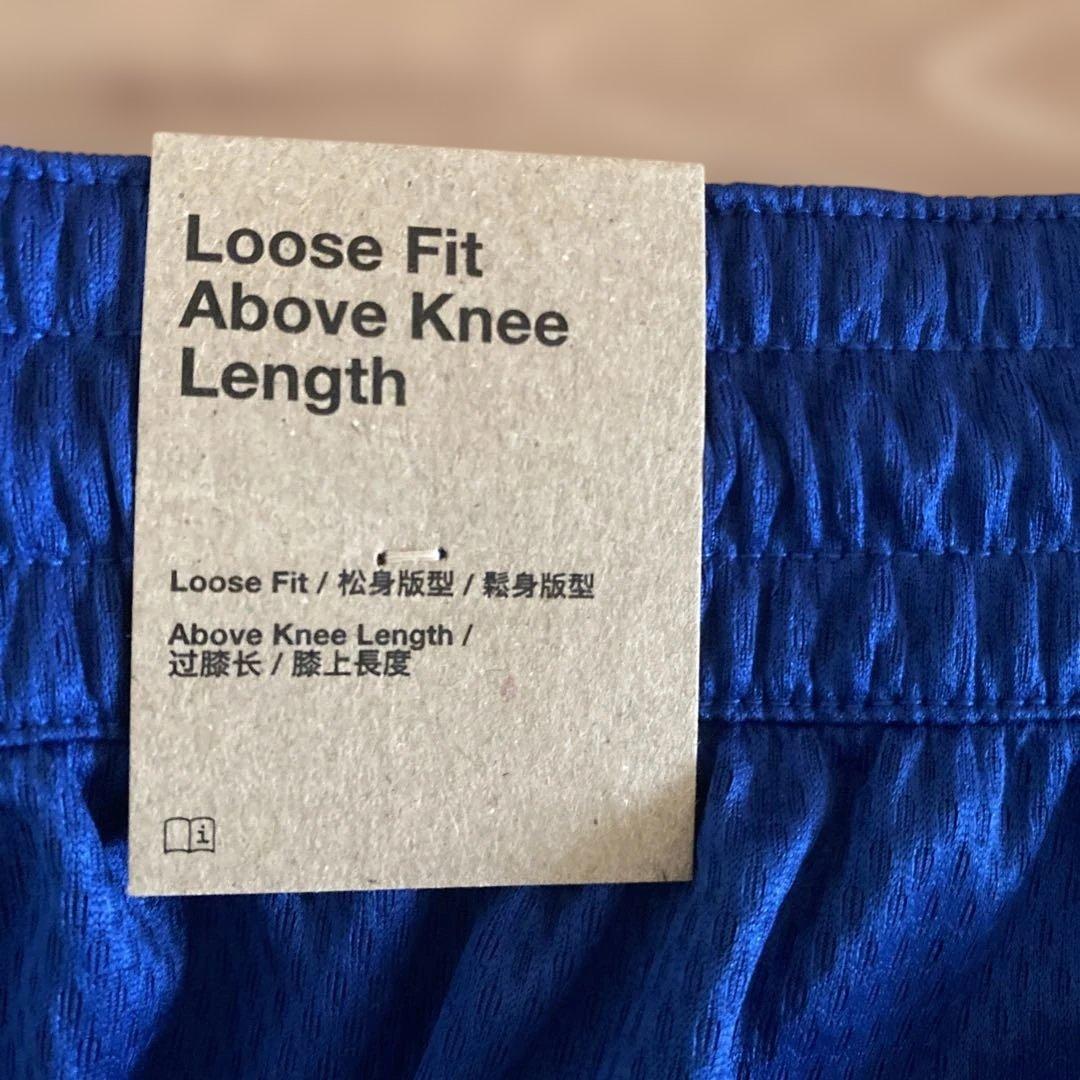 Loose Fit
Above Knee
Length
Loose Fit / 松身版型 / 鬆身版型
Above Knee Length /
过膝长 / 膝上長度
i